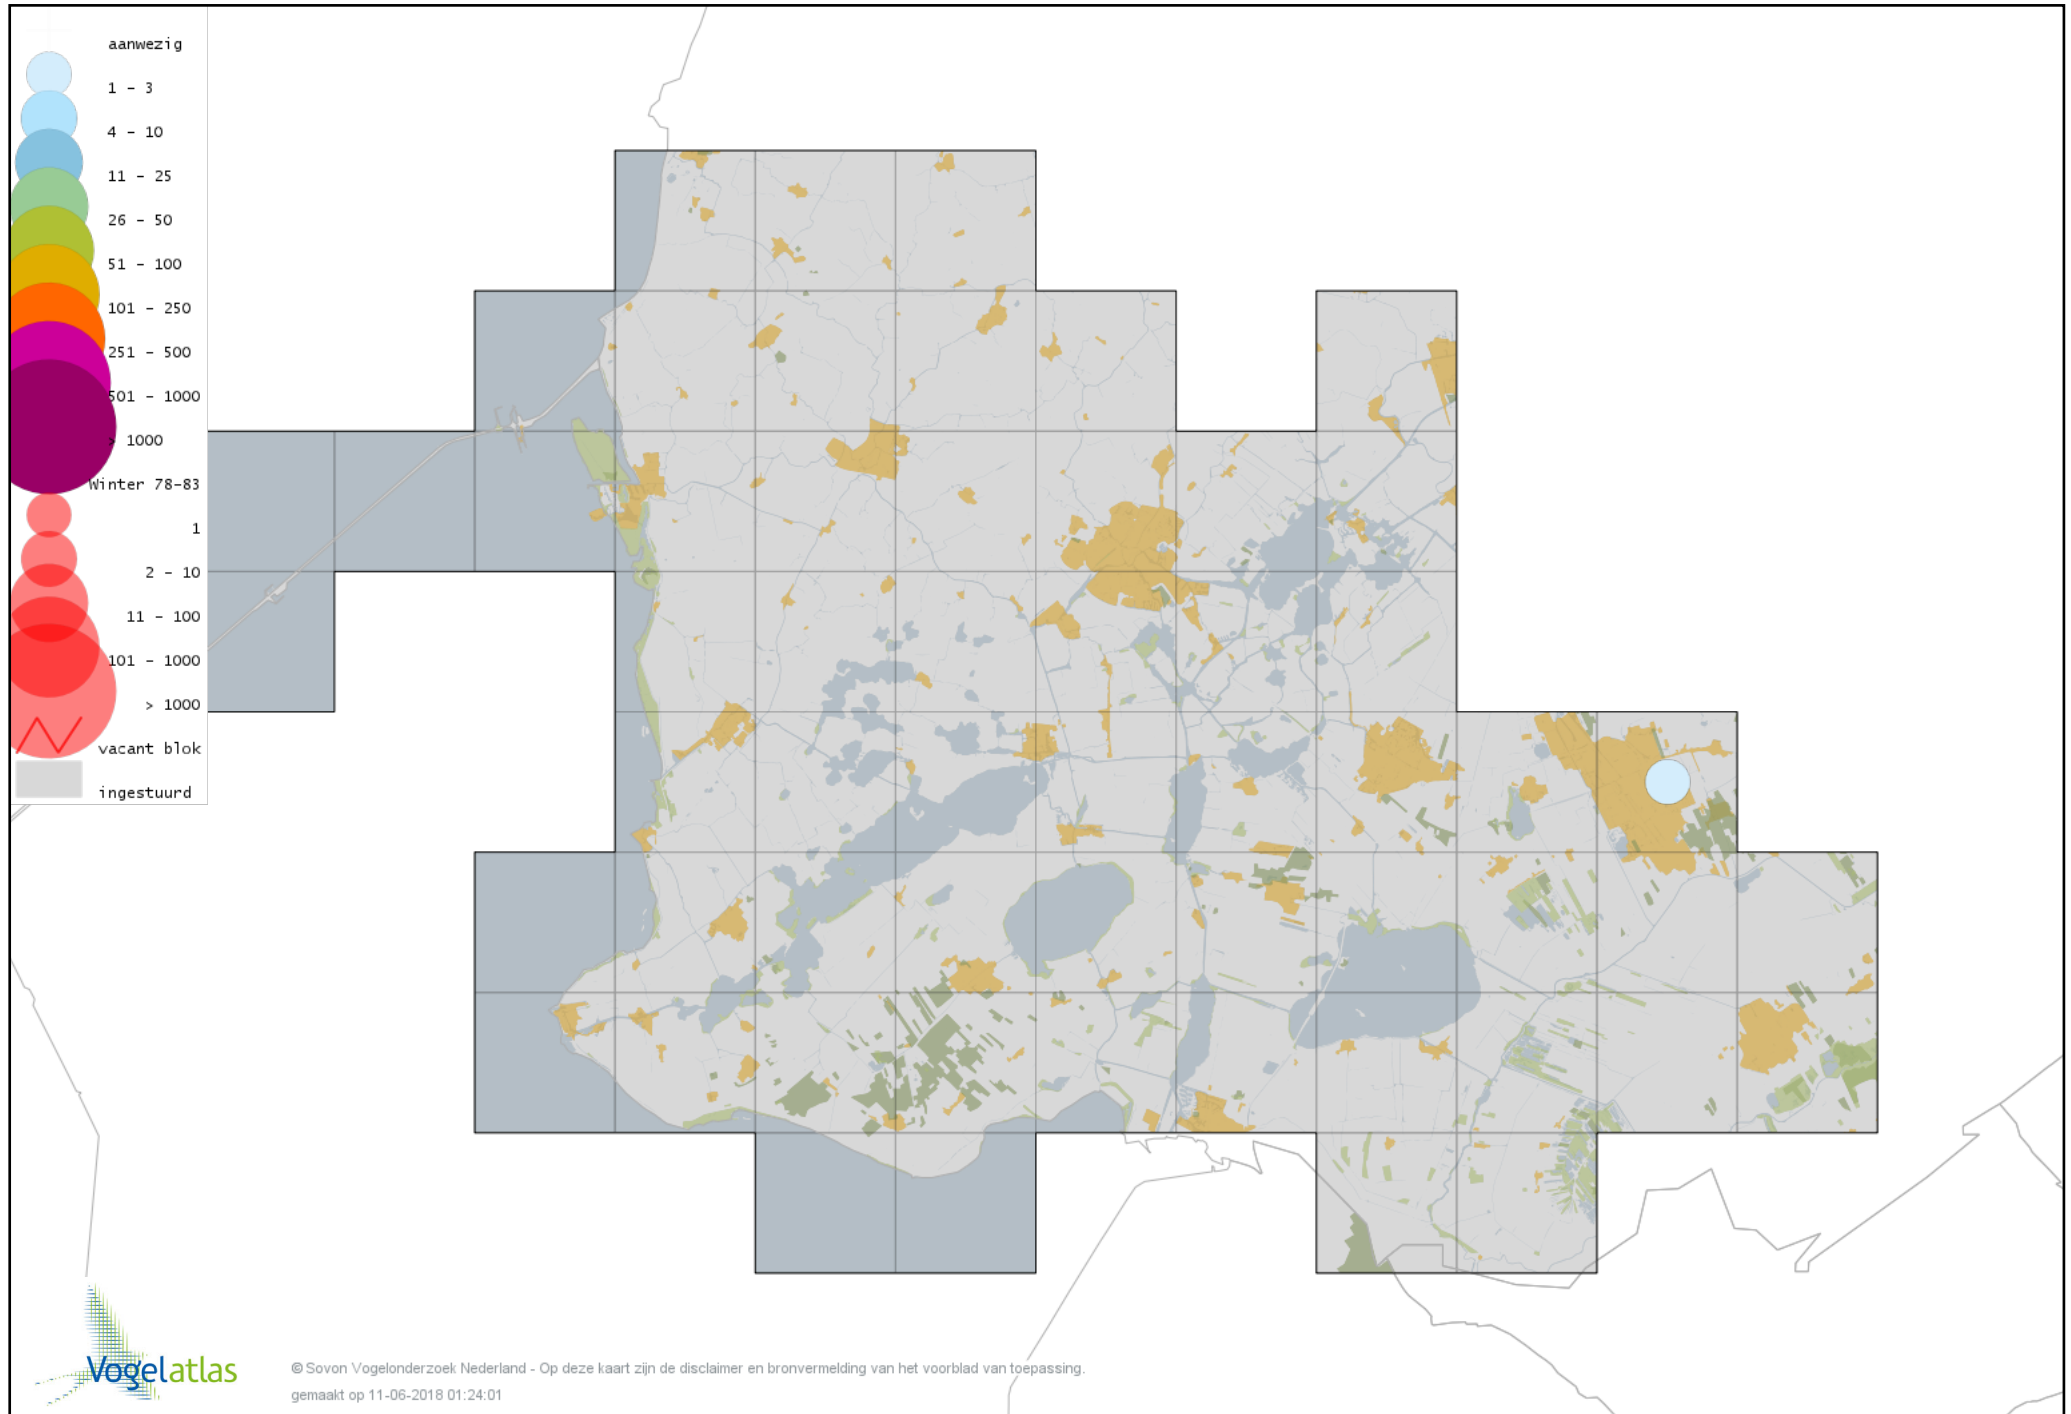 aanwezig
1 – 3
4 – 10
11 – 25
26 – 50
51 – 100
101 – 250
251 – 500
501 – 1000
> 1000
Winter 78-83
1
2 – 10
11 – 100
101 – 1000
> 1000
vacant blok
ingestuurd
Vogelatlas
© Sovon Vogelonderzoek Nederland - Op deze kaart zijn de disclaimer en bronvermelding van het voorblad van toepassing.
gemaakt op 11-06-2018 01:24:01